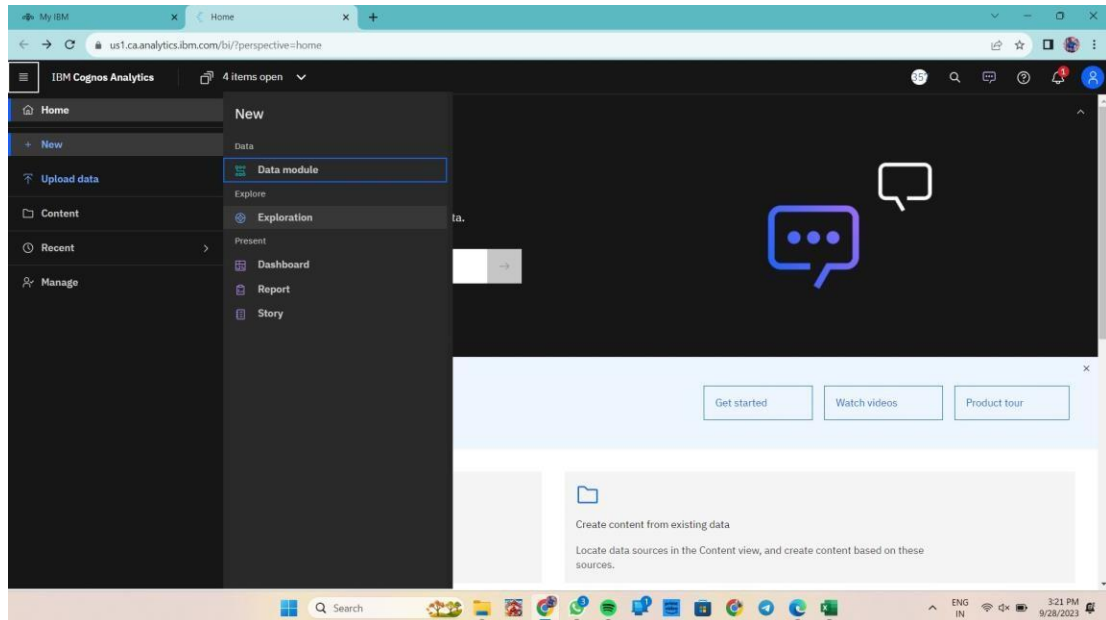 My IBM
Home
us1.ca.analytics.ibm.com/bi/?perspective=home
IBM Cognos Analytics
4 items open
357
1
Home
New
New
Data
Upload data
Data module
Explore
Content
Exploration
ta.
Recent
Present
Dashboard
Manage
Report
Story
Get started
Watch videos
Product tour
Create content from existing data
Locate data sources in the Content view, and create content based on these
sources.
Search
3
ENG
IN
3:21 PM
9/28/2023